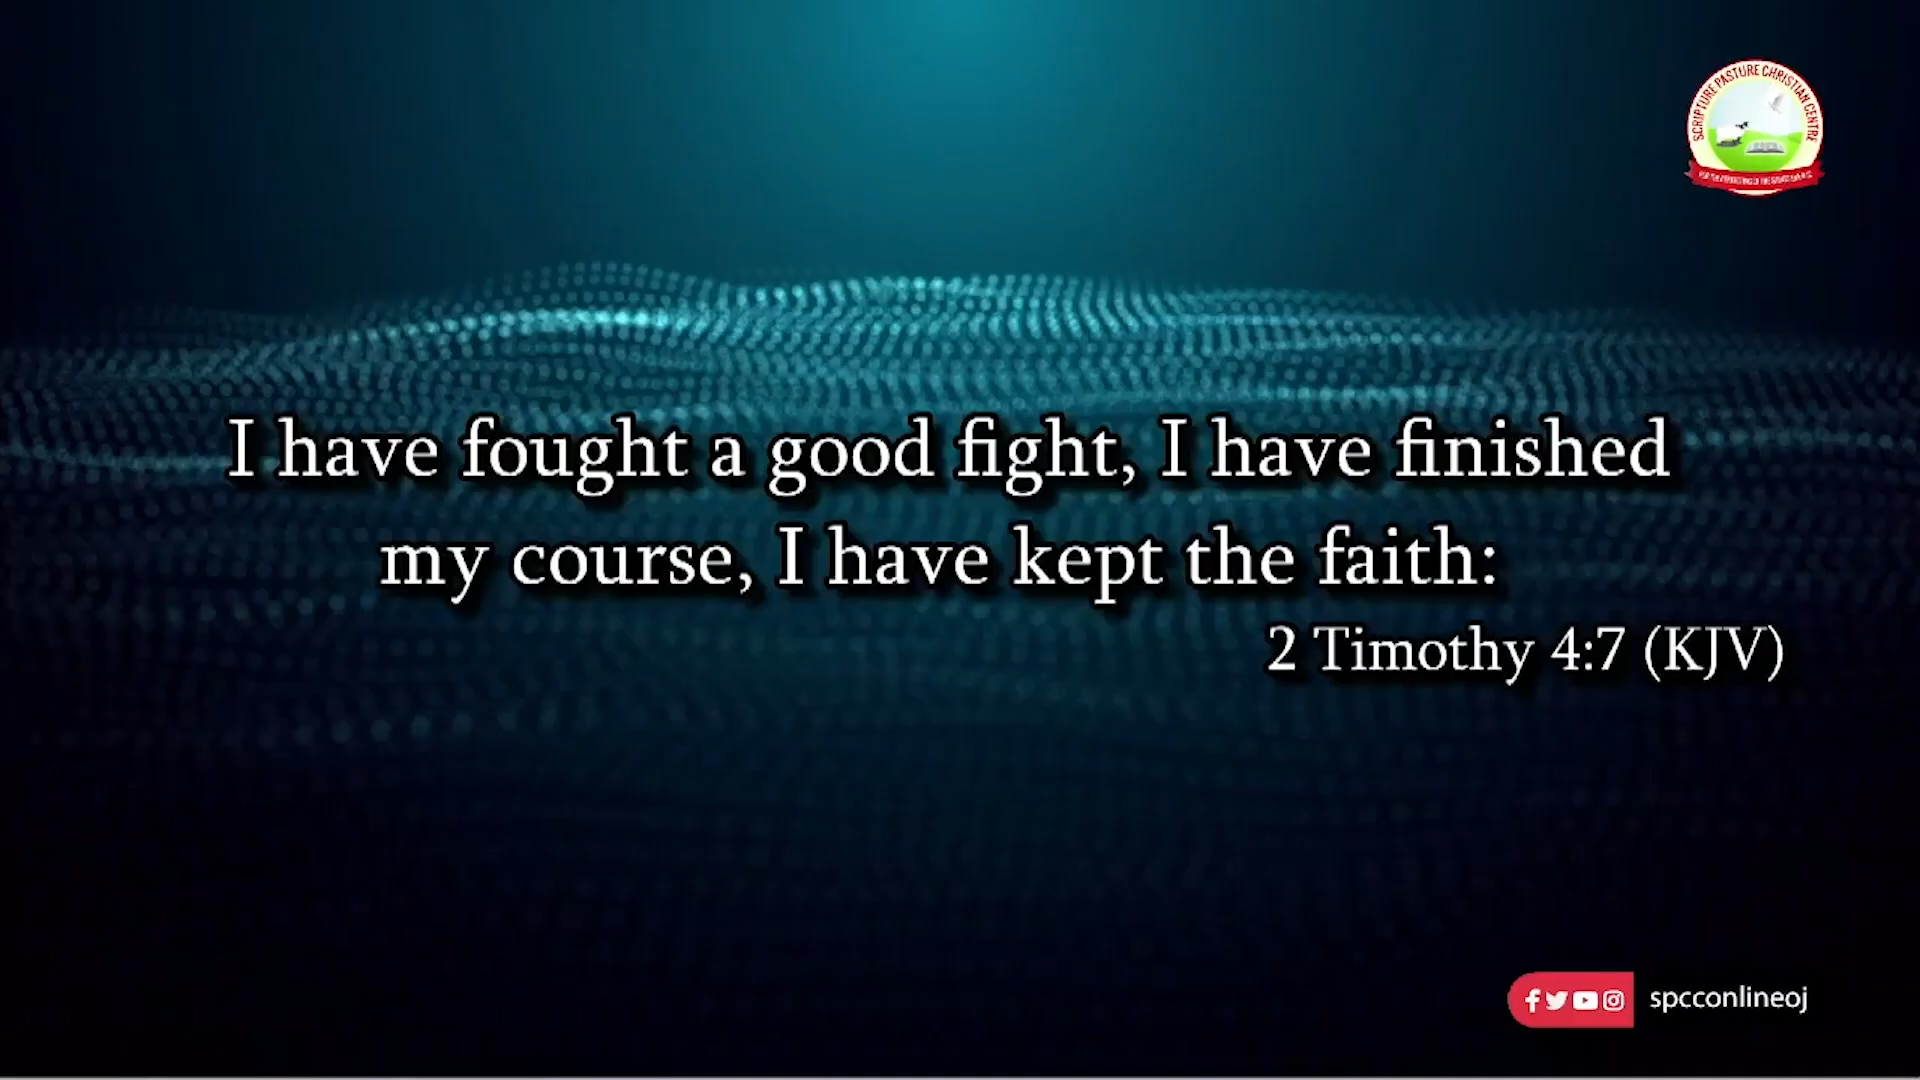 SCRIPTURE PASTURE CHRISTIAN CENTRE
I have fought a good fight, I have finished
my course, I have kept the faith:
2 Timothy 4:7 (KJV)
spcconlineoj